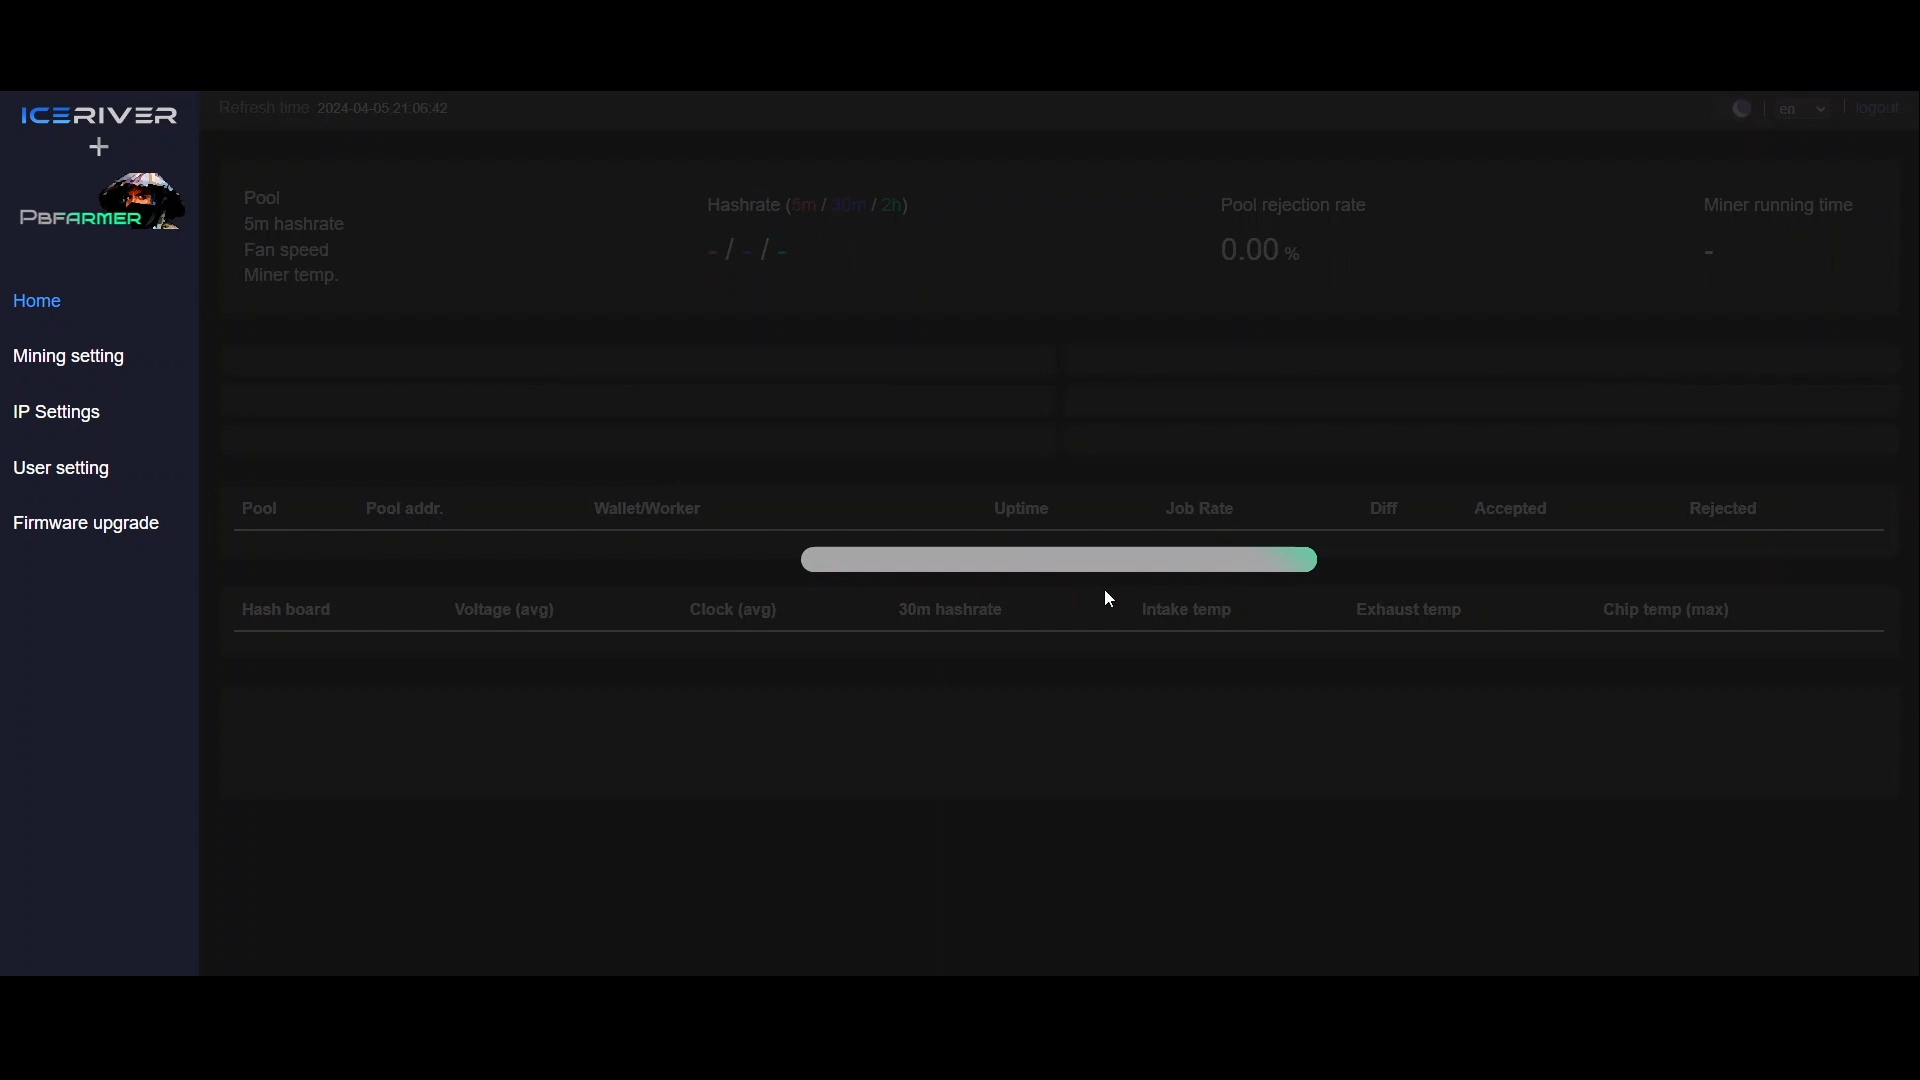 ICERIVER
+
PBFARMER
Home
Mining setting
IP Settings
User setting
Firmware upgrade
Refresh time 2024-04-05 21:06:42
en
logout
Pool
5m hashrate
Fan speed
Miner temp.
Hashrate (5m / 30m / 2h)
- / - / -
Pool rejection rate
0.00 %
Miner running time
-
Pool Pool addr. Wallet/Worker Uptime Job Rate Diff Accepted Rejected
Hash board Voltage (avg) Clock (avg) 30m hashrate Intake temp Exhaust temp Chip temp (max)